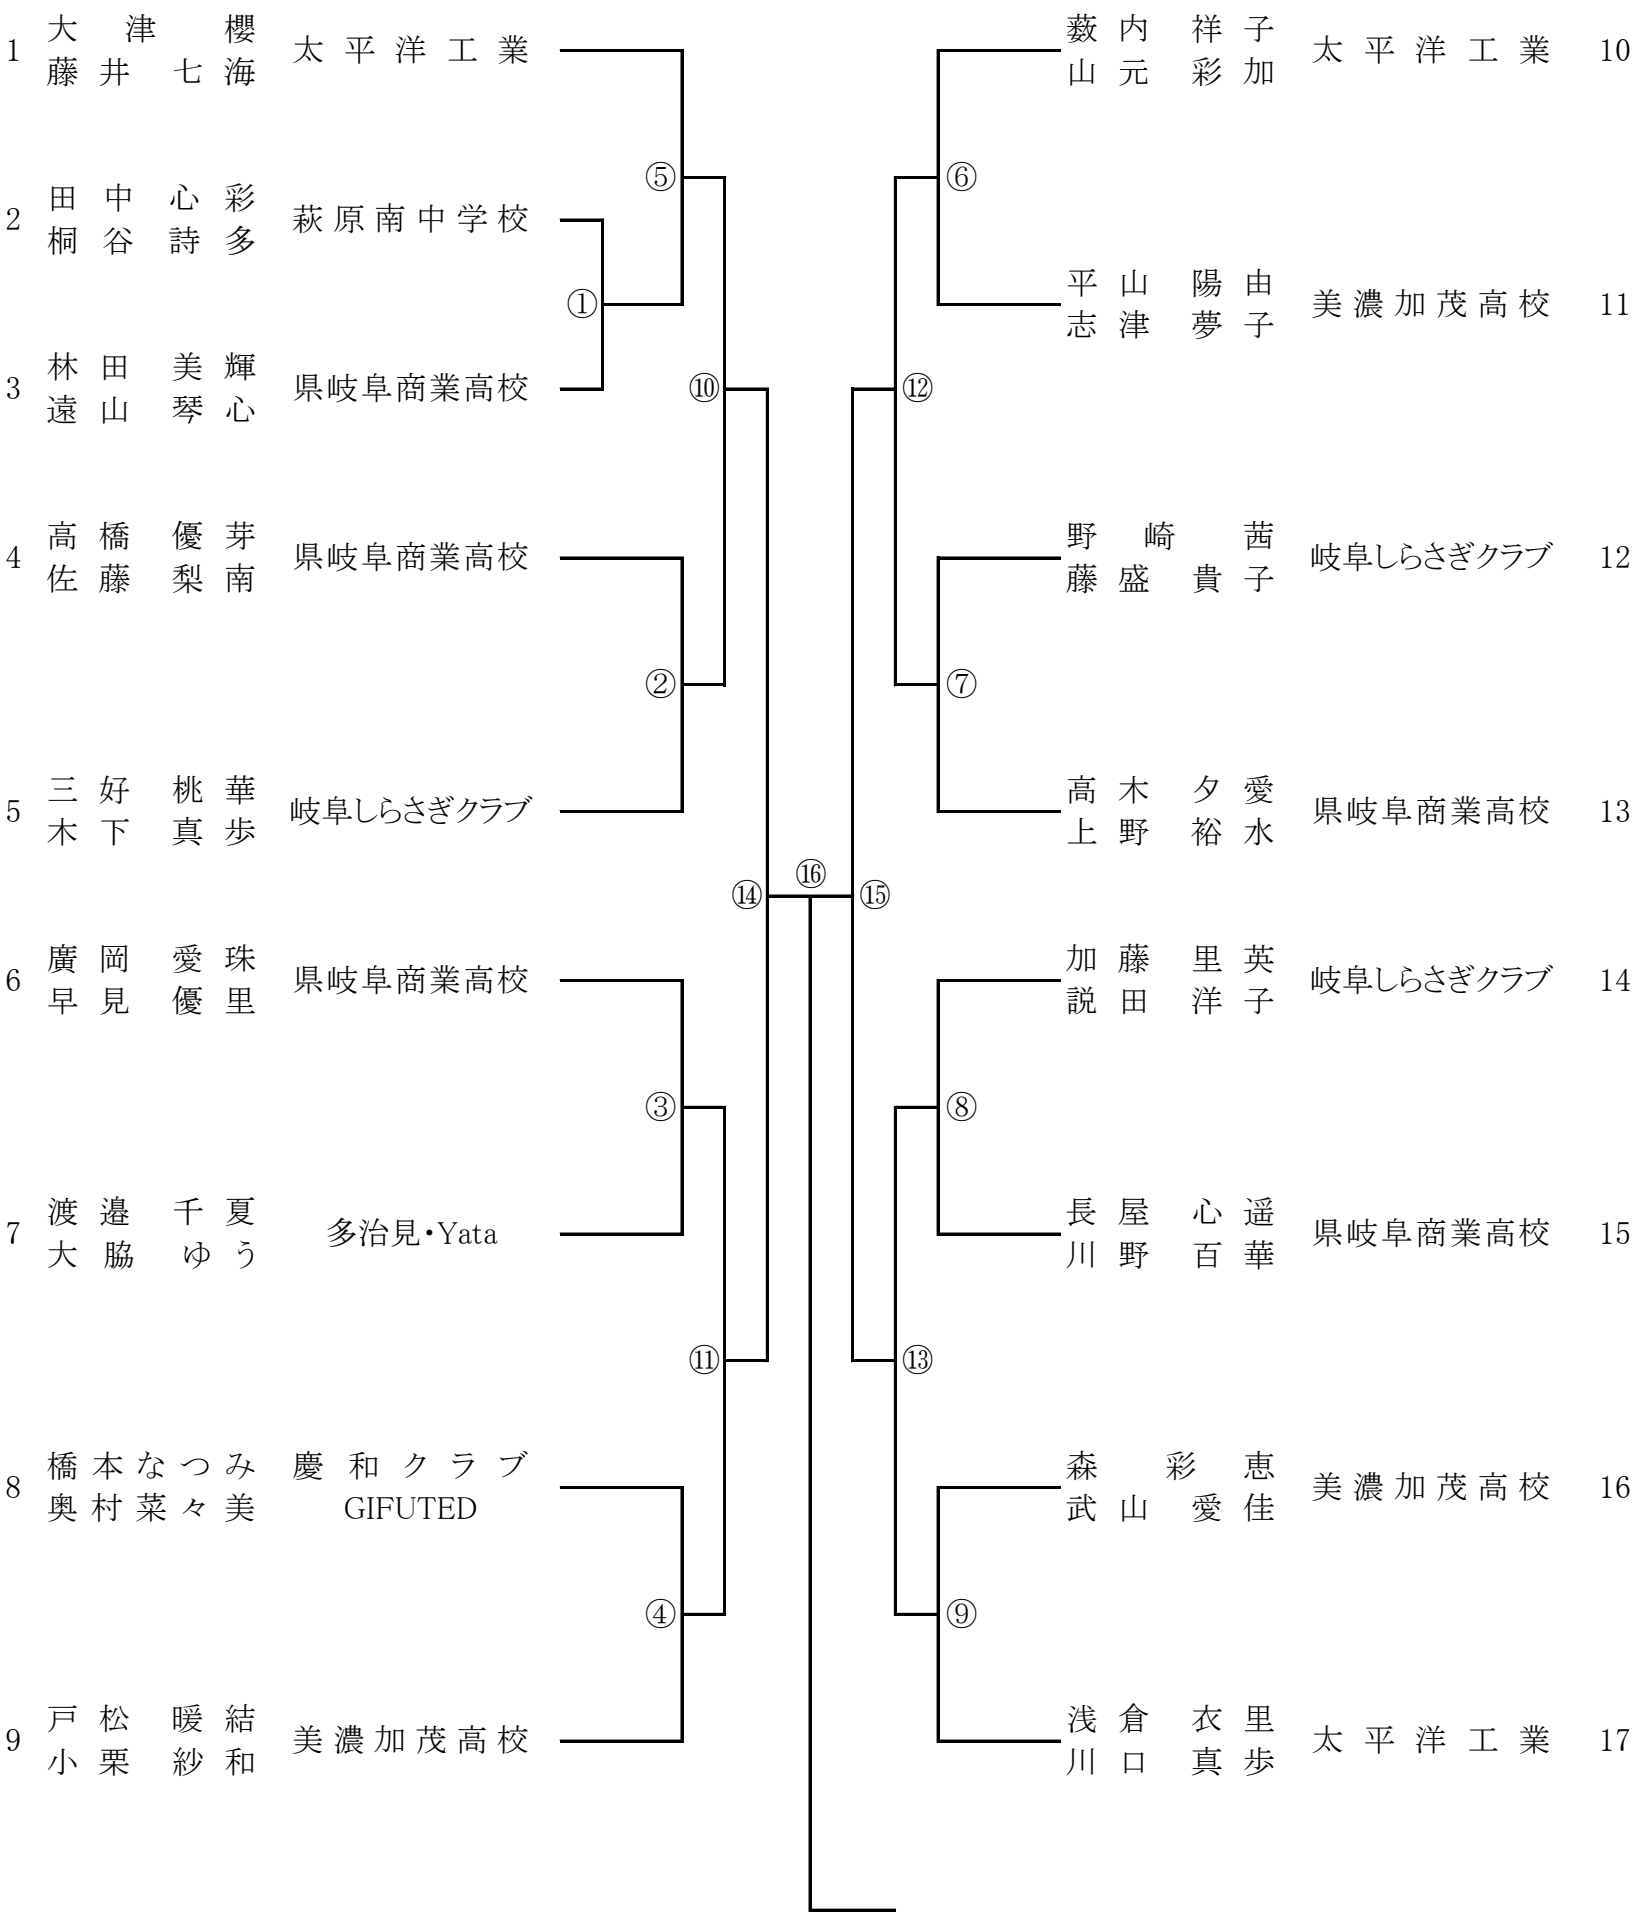 大津櫻
1 太平洋工業
藤井七海
田中心彩
2 萩原南中学校
桐谷詩多
①
林田美輝
3 県岐阜商業高校
遠山琴心
⑤
高橋優芽
4 県岐阜商業高校
佐藤梨南
②
三好桃華
5 岐阜しらさぎクラブ
木下真歩
⑩
廣岡愛珠
6 県岐阜商業高校
早見優里
③
渡邉千夏
7 多治見・Yata
大脇ゆう
橋本なつみ 慶和クラブ
8
奥村菜々美 GIFUTED
④
戸松暖結
9 美濃加茂高校
小栗紗和
⑪
⑭
⑯
⑮
藪内祥子
太平洋工業 10
山元彩加
⑥
平山陽由
美濃加茂高校 11
志津夢子
⑫
野崎茜
岐阜しらさぎクラブ 12
藤盛貴子
⑦
高木夕愛
県岐阜商業高校 13
上野裕水
加藤里英
岐阜しらさぎクラブ 14
説田洋子
⑧
長屋心遥
県岐阜商業高校 15
川野百華
⑬
森彩恵
美濃加茂高校 16
武山愛佳
⑨
浅倉衣里
太平洋工業 17
川口真歩